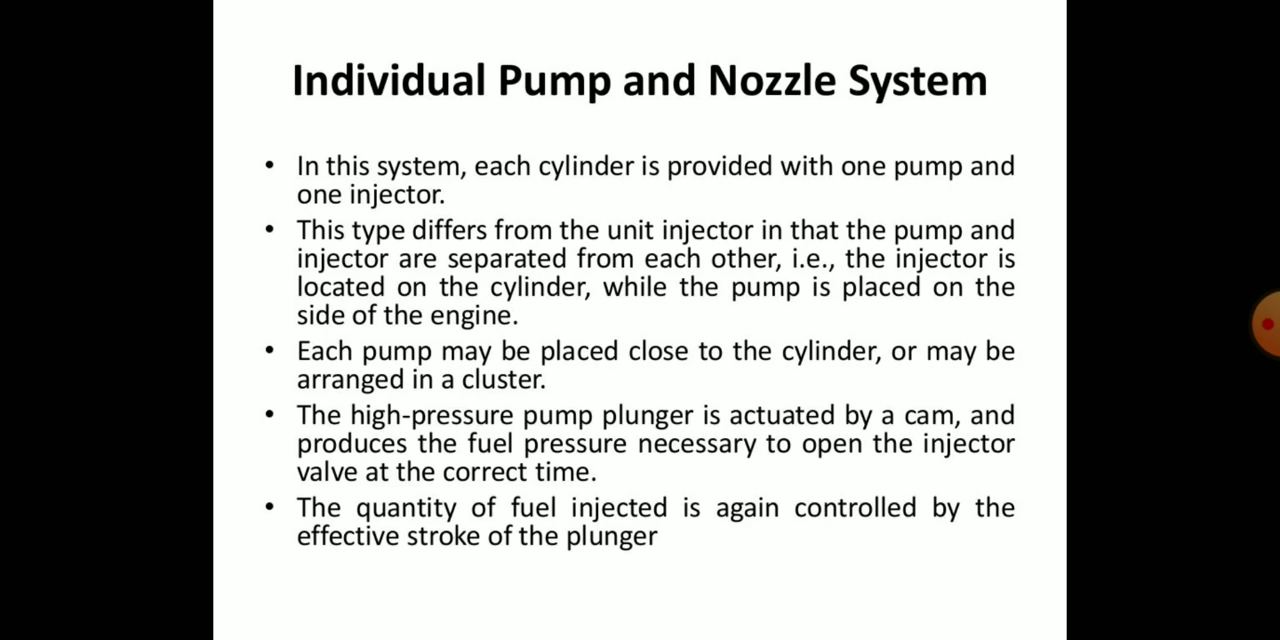 Individual Pump and Nozzle System
• In this system, each cylinder is provided with one pump and
one injector.
• This type differs from the unit injector in that the pump and
injector are separated from each other, i.e., the injector is
located on the cylinder, while the pump is placed on the
side of the engine.
• Each pump may be placed close to the cylinder, or may be
arranged in a cluster.
• The high-pressure pump plunger is actuated by a cam, and
produces the fuel pressure necessary to open the injector
valve at the correct time.
• The quantity of fuel injected is again controlled by the
effective stroke of the plunger